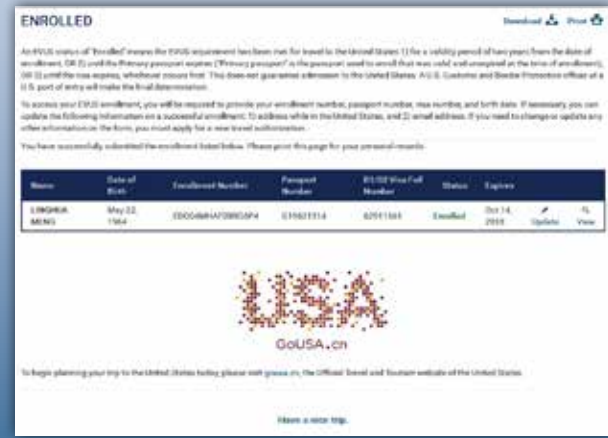 ENROLLED
Download Print
An EVUS status of "Enrolled" means the EVUS requirement has been met for travel to the United States 1) for a validity period of two years from the date of
enrollment, OR 2) until the Primary passport expires ("Primary passport" is the passport used to enroll that was valid and unexpired at the time of enrollment),
OR 3) until the visa expires, whichever occurs first. This does not guarantee admission to the United States. A U.S. Customs and Border Protection officer at a
U.S. port of entry will make the final determination.
To access your EVUS enrollment, you will be required to provide your enrollment number, passport number, visa number, and birth date. If necessary, you can
update the following information on a successful enrollment: 1) address while in the United States, and 2) email address. If you need to change or update any
other information on the form, you must apply for a new travel authorization.
You have successfully submitted the enrollment listed below. Please print this page for your personal records.
Name Date of Birth Enrollment Number Passport Number Visa Foil Number Status Expires
MENG May 22, 1964 Enrolled Oct 14, Update View
USA
GoUSA.cn
To begin planning your trip to the United States today, please visit gousa.cn, the Official Travel and Tourism website of the United States.
Have a nice trip.